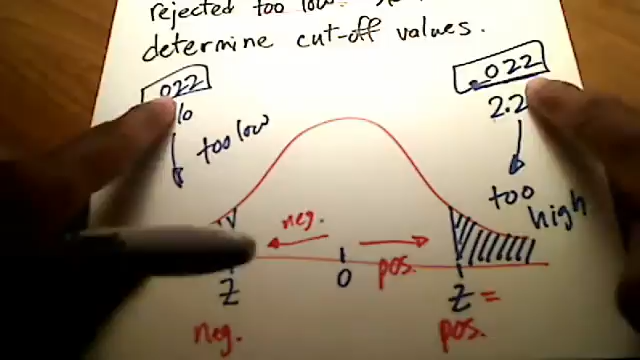 rejected too low.
determine cut-off values.
.022
.022
%
2.2
too low
too
high
neg.
pos.
0
Z
Z =
neg.
pos.